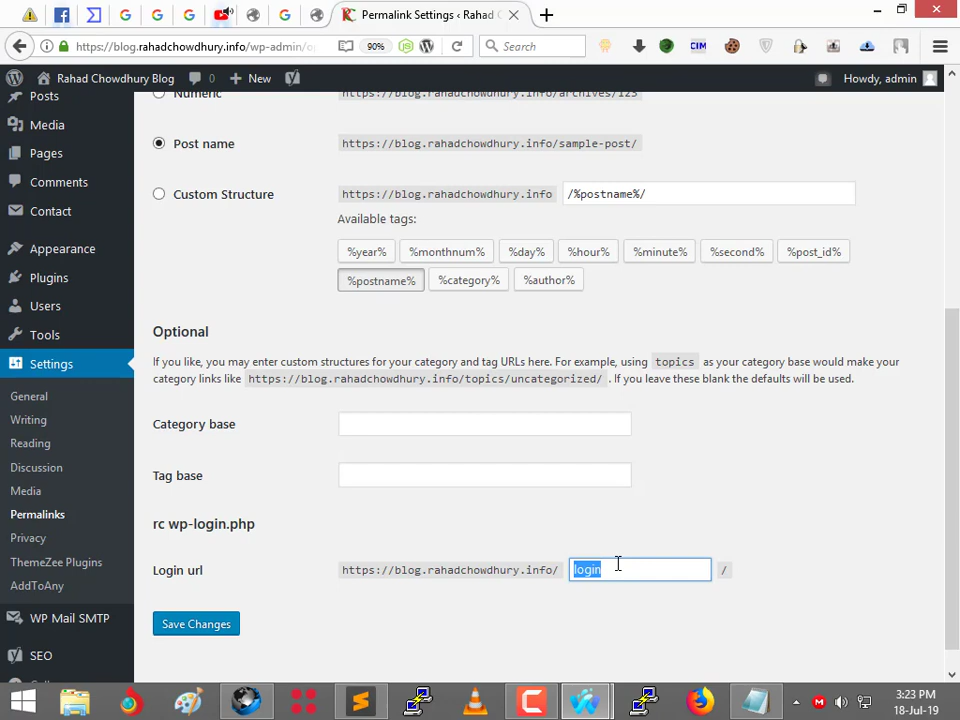 Permalink Settings ‹ Rahad C
https://blog.rahadchowdhury.info/wp-admin/op
90%
Search
CIM
Rahad Chowdhury Blog
0
New
Howdy, admin
Posts
Media
Pages
Comments
Contact
Appearance
Plugins
Users
Tools
Settings
General
Writing
Reading
Discussion
Media
Permalinks
Privacy
ThemeZee Plugins
AddToAny
WP Mail SMTP
SEO
Numeric
https://blog.rahadchowdhury.info/archives/123
Post name
https://blog.rahadchowdhury.info/sample-post/
Custom Structure
https://blog.rahadchowdhury.info
/%postname%/
Available tags:
%year% %monthnum% %day% %hour% %minute% %second% %post_id%
%postname% %category% %author%
Optional
If you like, you may enter custom structures for your category and tag URLs here. For example, using topics as your category base would make your
category links like https://blog.rahadchowdhury.info/topics/uncategorized/ . If you leave these blank the defaults will be used.
Category base
Tag base
rc wp-login.php
Login url
https://blog.rahadchowdhury.info/
login
/
Save Changes
3:23 PM
18-Jul-19